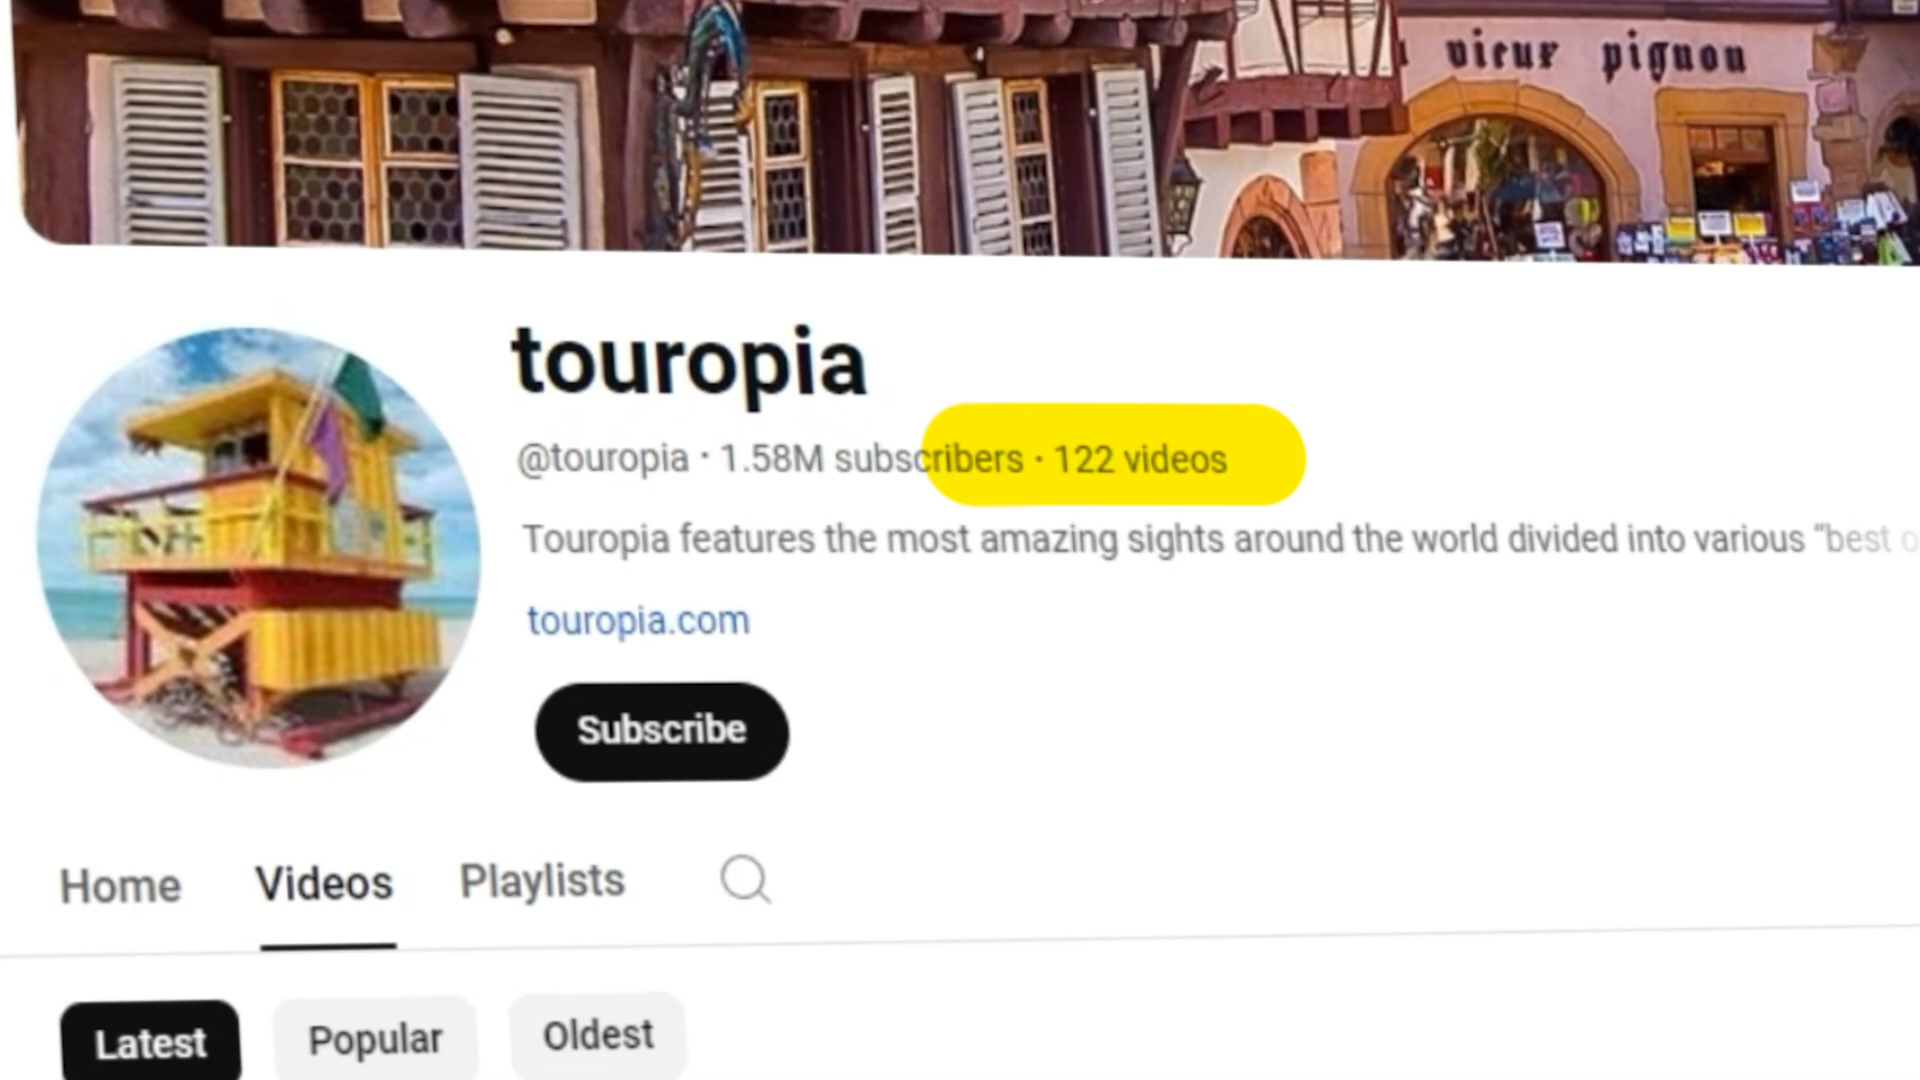 vieux pignon
touropia
@touropia · 1.58M subscribers · 122 videos
Touropia features the most amazing sights around the world divided into various "best o
touropia.com
Subscribe
Home Videos Playlists
Latest Popular Oldest